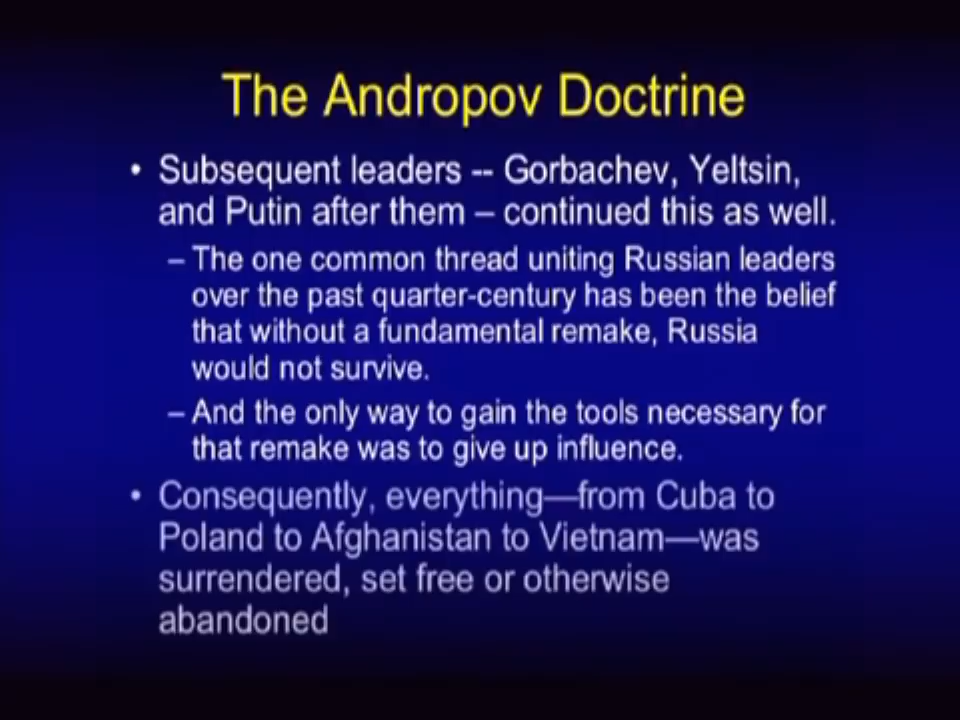 The Andropov Doctrine
• Subsequent leaders -- Gorbachev, Yeltsin,
and Putin after them – continued this as well.
– The one common thread uniting Russian leaders
over the past quarter-century has been the belief
that without a fundamental remake, Russia
would not survive.
– And the only way to gain the tools necessary for
that remake was to give up influence.
• Consequently, everything—from Cuba to
Poland to Afghanistan to Vietnam—was
surrendered, set free or otherwise
abandoned